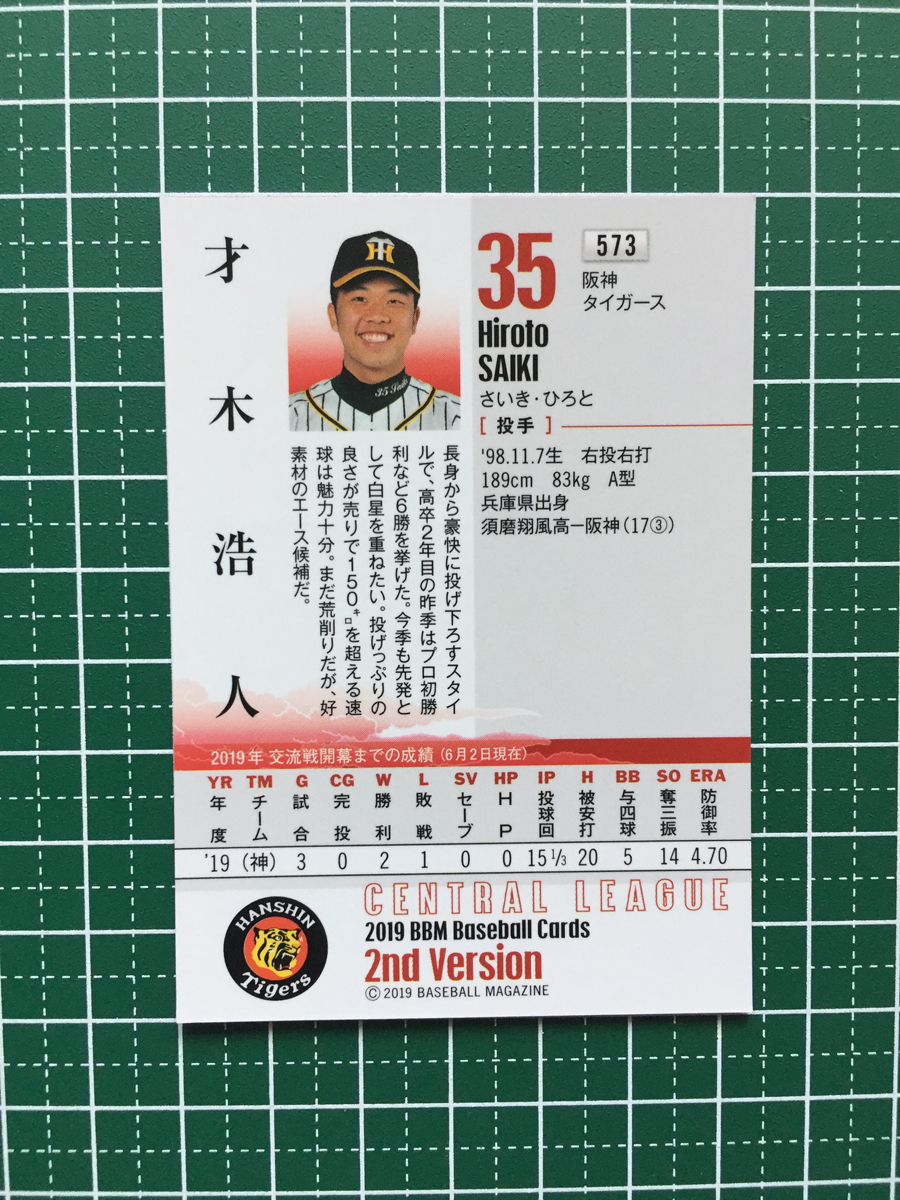 才木浩人
35
573
阪神
タイガース
Hiroto
SAIKI
さいき・ひろと
[投手]
'98.11.7生 右投右打
189cm 83kg A型
兵庫県出身
須磨翔風高ー阪神(17③)
35 Saiki
長身から豪快に投げ下ろすスタイ
ルで、高卒2年目の昨季はプロ初勝
利など6勝を挙げた。今季も先発と
して白星を重ねたい。投げっぷりの
良さが売りで150㌔を超える速
球は魅力十分。まだ荒削りだが、好
素材のエース候補だ。
2019年 交流戦開幕までの成績(6月2日現在)
YR TM G CG W L SV HP IP H BB SO ERA
年度 チーム 試合 完投 勝利 敗戦 セーブ HP 投球回 被安打 与四球 奪三振 防御率
'19 (神) 3 0 2 1 0 0 15 1/3 20 5 14 4.70
HANSHIN
Tigers
CENTRAL LEAGUE
2019 BBM Baseball Cards
2nd Version
© 2019 BASEBALL MAGAZINE